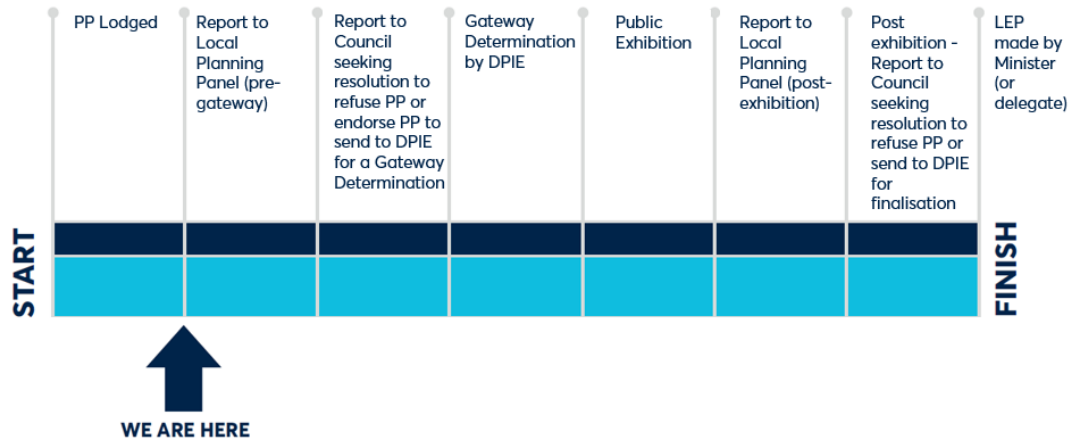 PP Lodged
Report to
Local
Planning
Panel (pre-
gateway)
Report to
Council
seeking
resolution to
refuse PP or
endorse PP to
send to DPIE
for a Gateway
Determination
Gateway
Determination
by DPIE
Public
Exhibition
Report to
Local
Planning
Panel (post-
exhibition)
Post
exhibition -
Report to
Council
seeking
resolution to
refuse PP or
send to DPIE
for
finalisation
LEP
made by
Minister
(or
delegate)
START
FINISH
WE ARE HERE